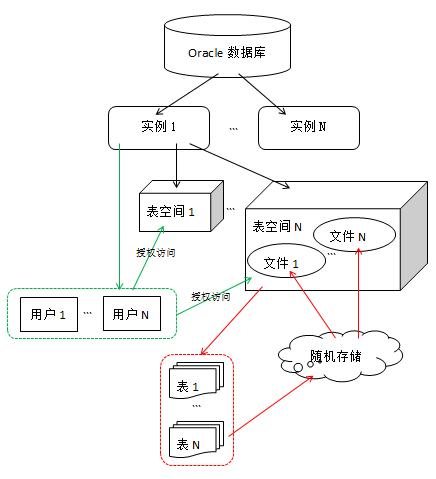 Oracle 数据库
实例 1
...
实例 N
表空间 1
...
表空间 N
文件 N
文件 1
...
授权访问
授权访问
用户 1
...
用户 N
随机存储
表 1
...
表 N